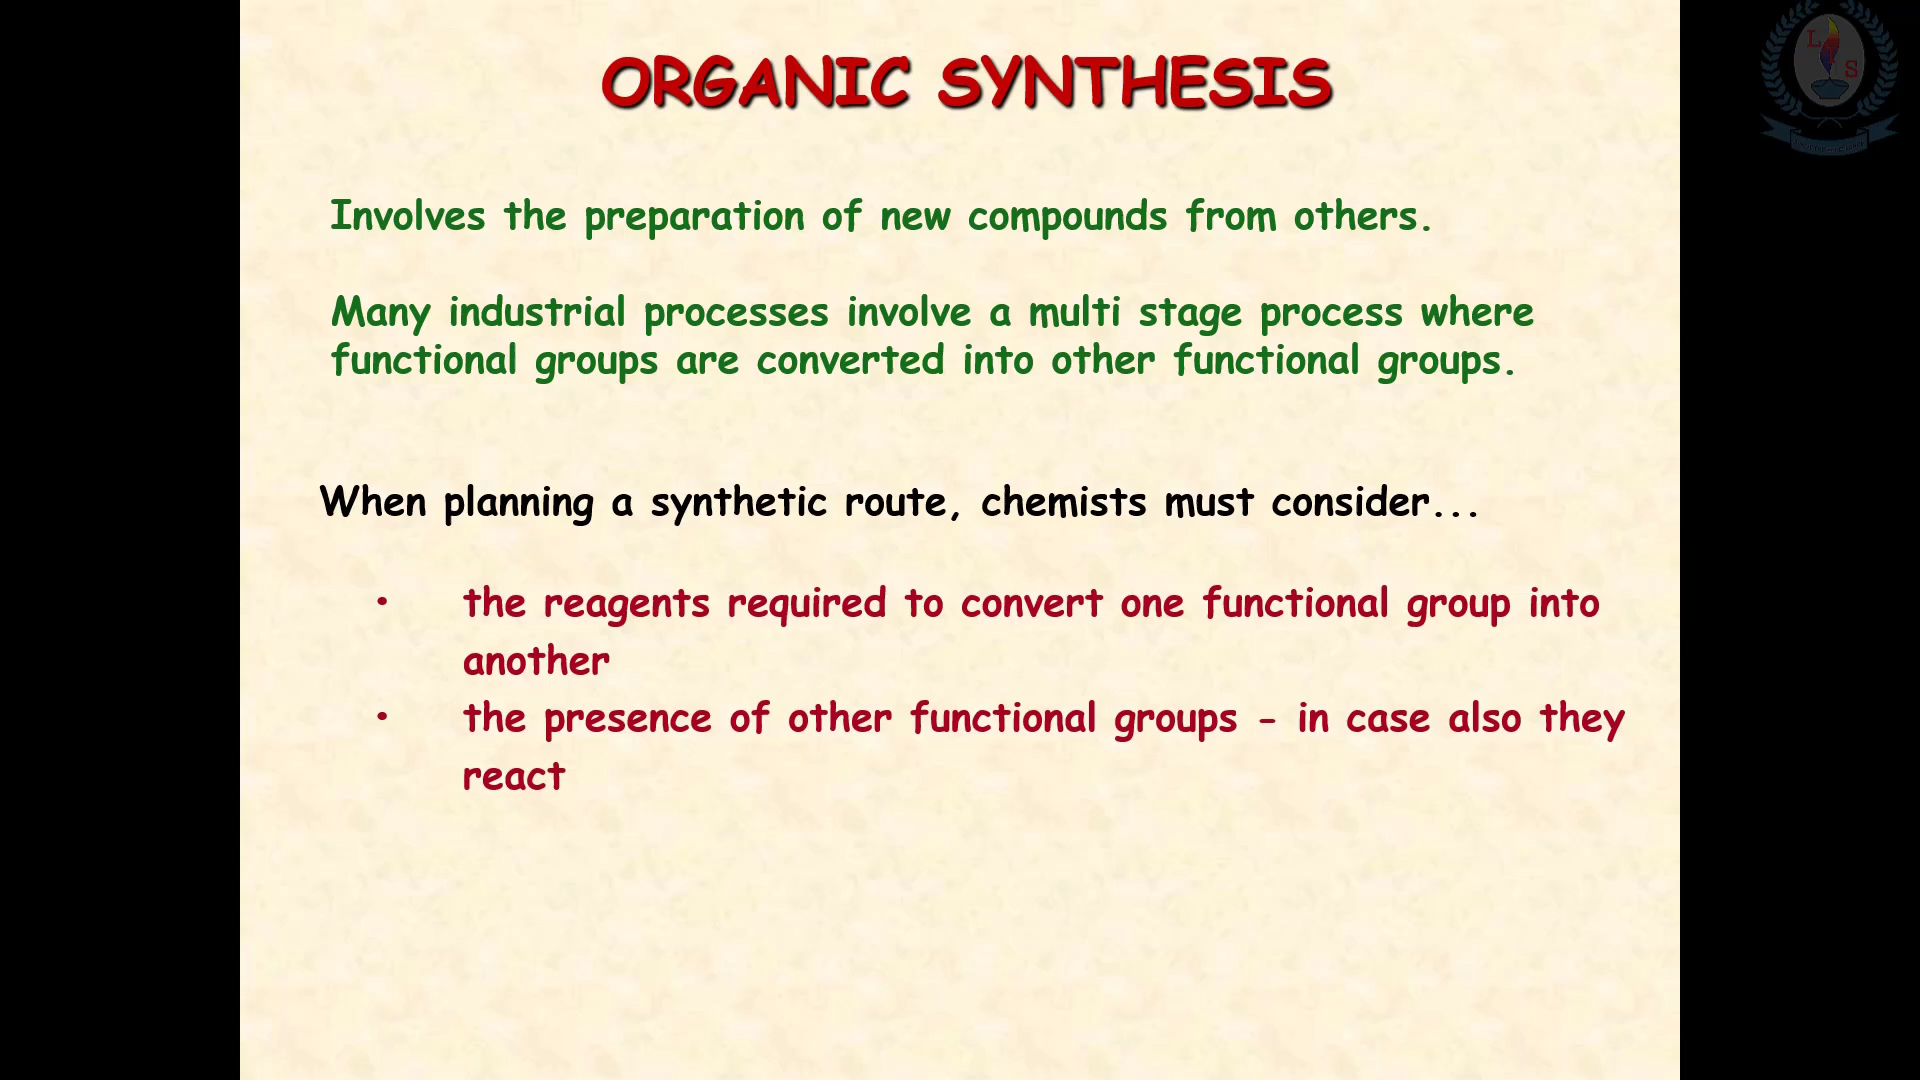 ORGANIC SYNTHESIS
Involves the preparation of new compounds from others.
Many industrial processes involve a multi stage process where
functional groups are converted into other functional groups.
When planning a synthetic route, chemists must consider...
• the reagents required to convert one functional group into
another
• the presence of other functional groups - in case also they
react
L
S